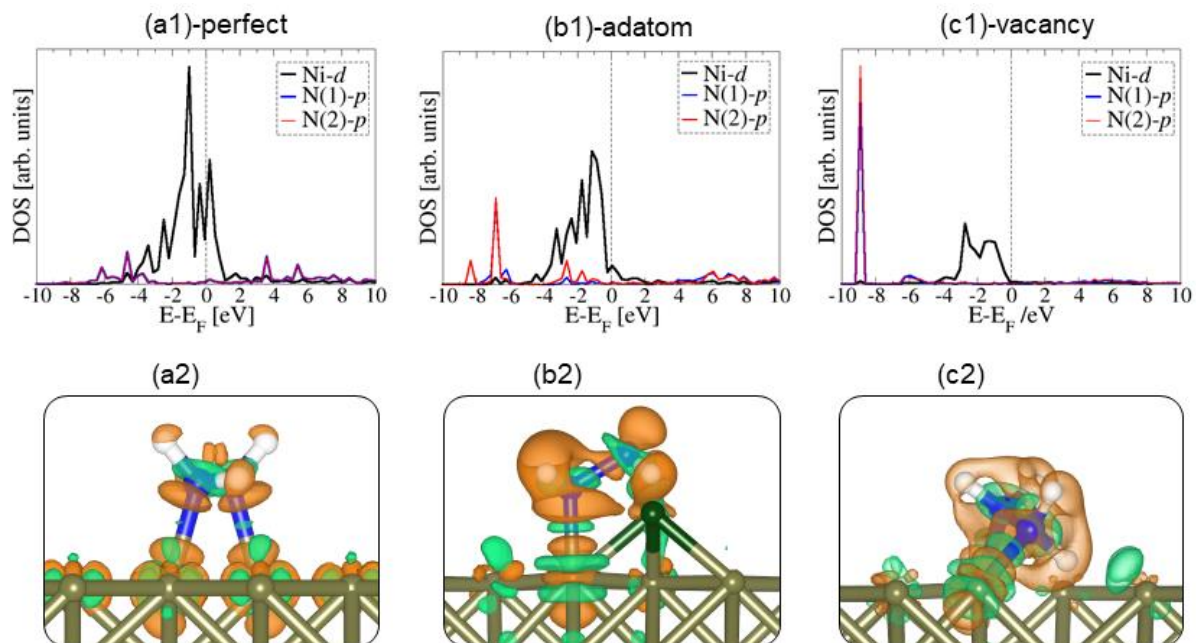 (a1)-perfect
DOS [arb. units]
Ni-d
N(1)-p
N(2)-p
-10 -8 -6 -4 -2 0 2 4 6 8 10
E-E_F [eV]
(b1)-adatom
DOS [arb. units]
Ni-d
N(1)-p
N(2)-p
-10 -8 -6 -4 -2 0 2 4 6 8 10
E-E_F [eV]
(c1)-vacancy
DOS [arb. units]
Ni-d
N(1)-p
N(2)-p
-10 -8 -6 -4 -2 0 2 4 6 8 10
E-E_F /eV
(a2)
(b2)
(c2)